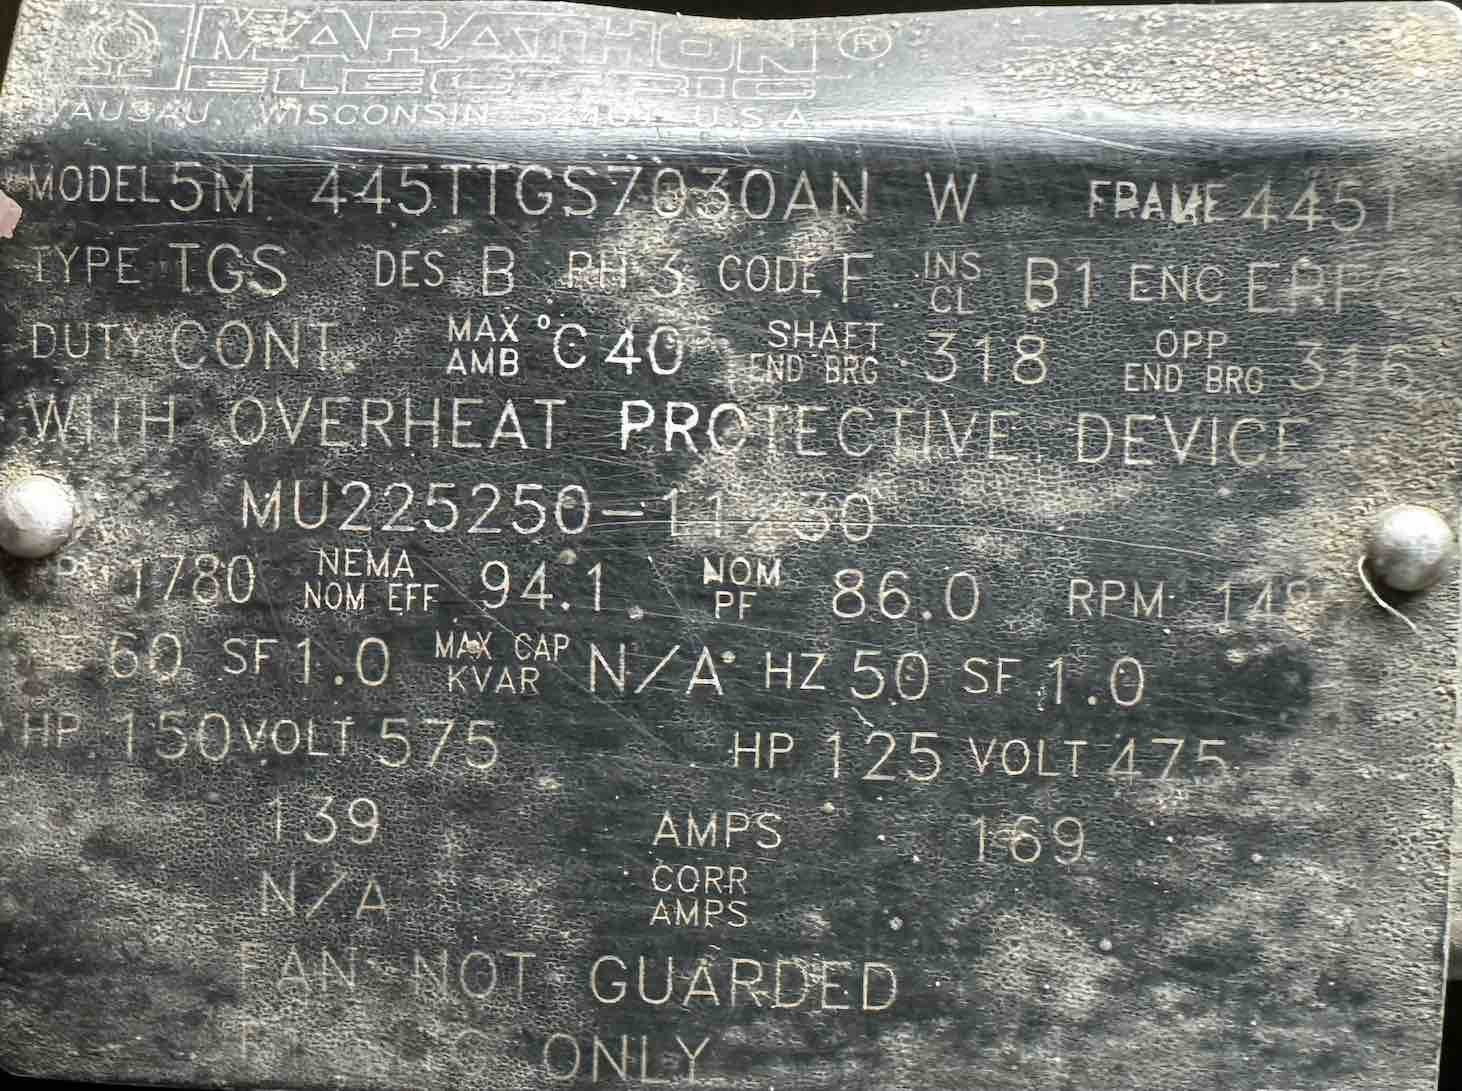 MARATHON ®
ELECTRIC
WAUSAU, WISCONSIN 54401 U.S.A.
MODEL 5M 445TTGS7030AN W FRAME 445T
TYPE TGS DES B PH 3 CODE F INS CL B1 ENC
DUTY CONT. MAX AMB °C 40 SHAFT END BRG 318 OPP END BRG 316
WITH OVERHEAT PROTECTIVE DEVICE
1780 NEMA NOM EFF 94.1 NOM PF 86.0 RPM
60 SF 1.0 MAX CAP KVAR N/A HZ 50 SF 1.0
HP 150 VOLT 575 HP 125 VOLT 475
139 AMPS 169
N/A CORR AMPS
FAN NOT GUARDED
ONLY